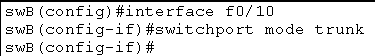 swB(config)#interface f0/10
swB(config-if)#switchport mode trunk
swB(config-if)#